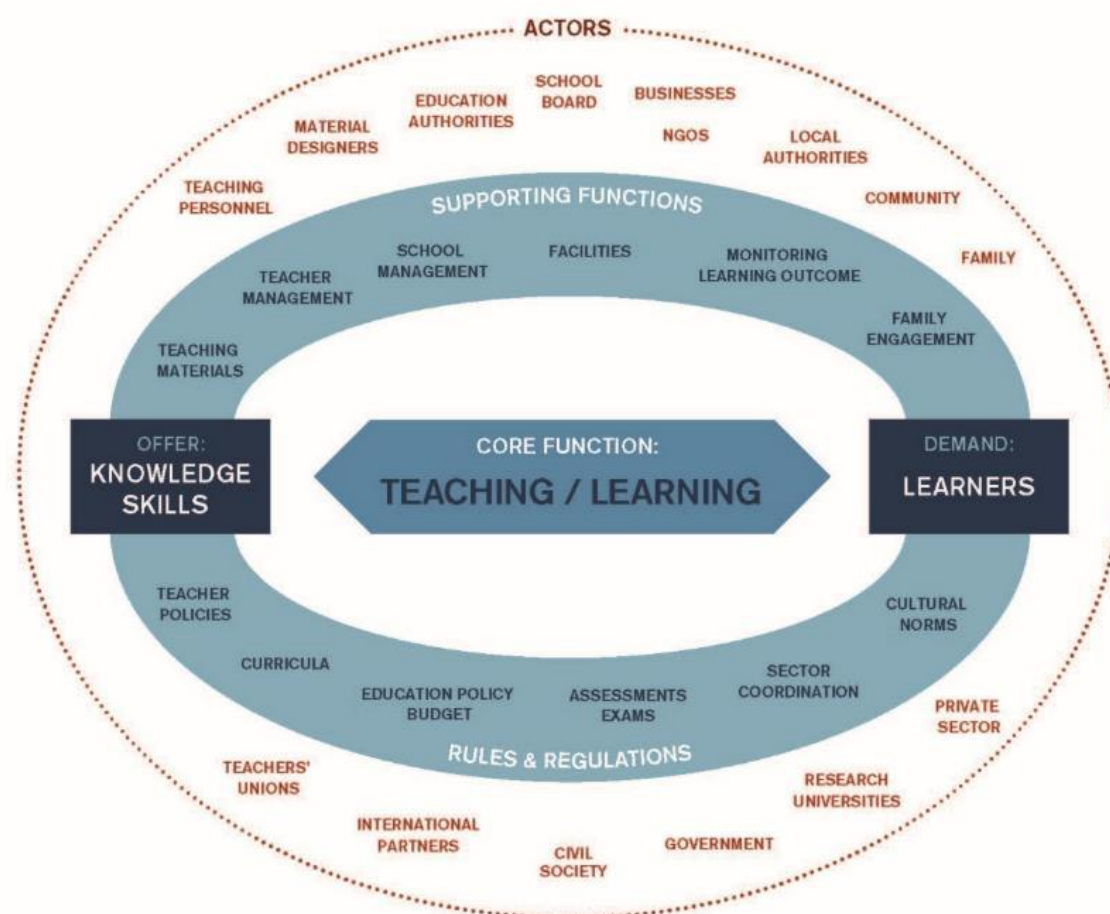 ACTORS
SCHOOL
BOARD
BUSINESSES
EDUCATION
AUTHORITIES
NGOS
MATERIAL
DESIGNERS
LOCAL
AUTHORITIES
TEACHING
PERSONNEL
COMMUNITY
FAMILY
SUPPORTING FUNCTIONS
TEACHING
MATERIALS
TEACHER
MANAGEMENT
SCHOOL
MANAGEMENT
FACILITIES
MONITORING
LEARNING OUTCOME
FAMILY
ENGAGEMENT
OFFER:
KNOWLEDGE
SKILLS
CORE FUNCTION:
TEACHING / LEARNING
DEMAND:
LEARNERS
TEACHER
POLICIES
CURRICULA
EDUCATION POLICY
BUDGET
ASSESSMENTS
EXAMS
SECTOR
COORDINATION
CULTURAL
NORMS
RULES & REGULATIONS
TEACHERS'
UNIONS
INTERNATIONAL
PARTNERS
CIVIL
SOCIETY
GOVERNMENT
RESEARCH
UNIVERSITIES
PRIVATE
SECTOR